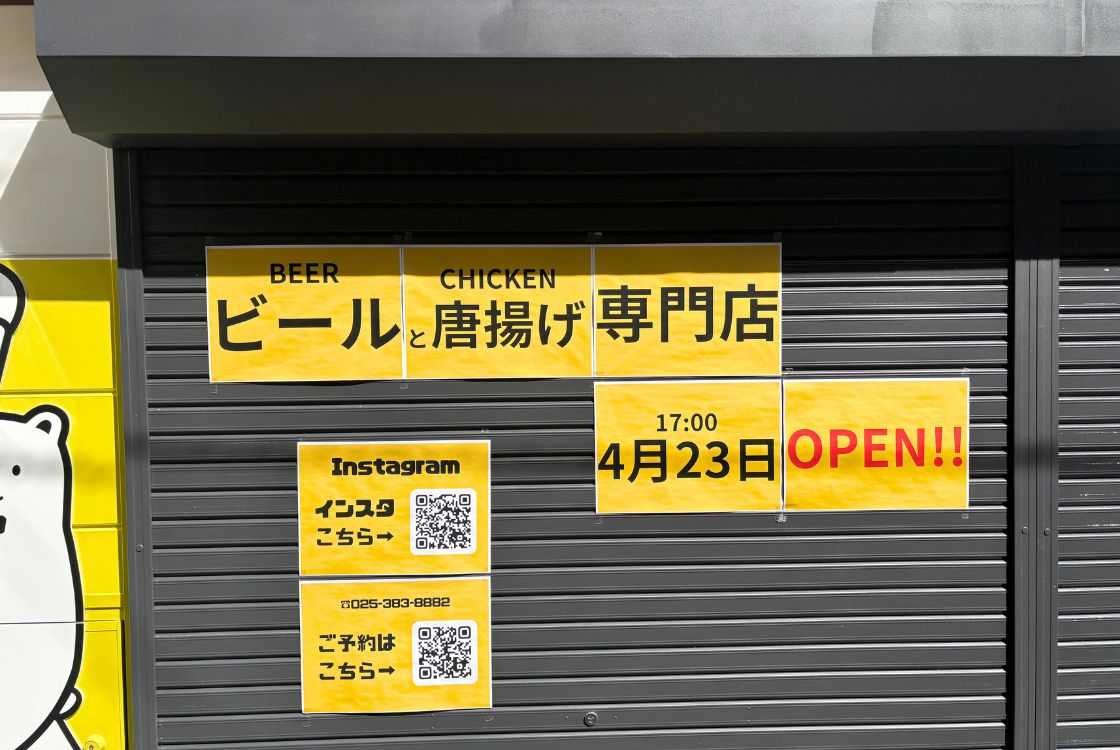 BEER
ビール
CHICKEN
と唐揚げ
専門店
17:00
4月23日
OPEN!!
Instagram
インスタ
こちら→
☎025-383-8882
ご予約は
こちら→